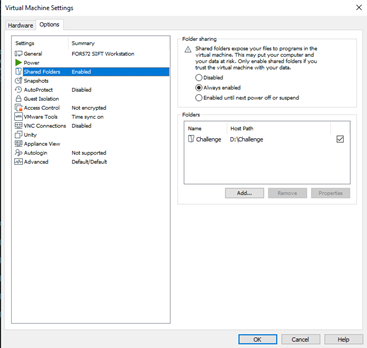 Virtual Machine Settings
Hardware Options
Settings Summary
General FOR572 SIFT Workstation
Power
Shared Folders Enabled
Snapshots
AutoProtect Disabled
Guest Isolation
Access Control Not encrypted
VMware Tools Time sync on
VNC Connections Disabled
Unity
Appliance View
Autologin Not supported
Advanced Default/Default
Folder sharing
Shared folders expose your files to programs in the
virtual machine. This may put your computer and
your data at risk. Only enable shared folders if you
trust the virtual machine with your data.
Disabled
Always enabled
Enabled until next power off or suspend
Folders
Name Host Path
Challenge D:\Challenge
Add... Remove Properties
OK Cancel Help